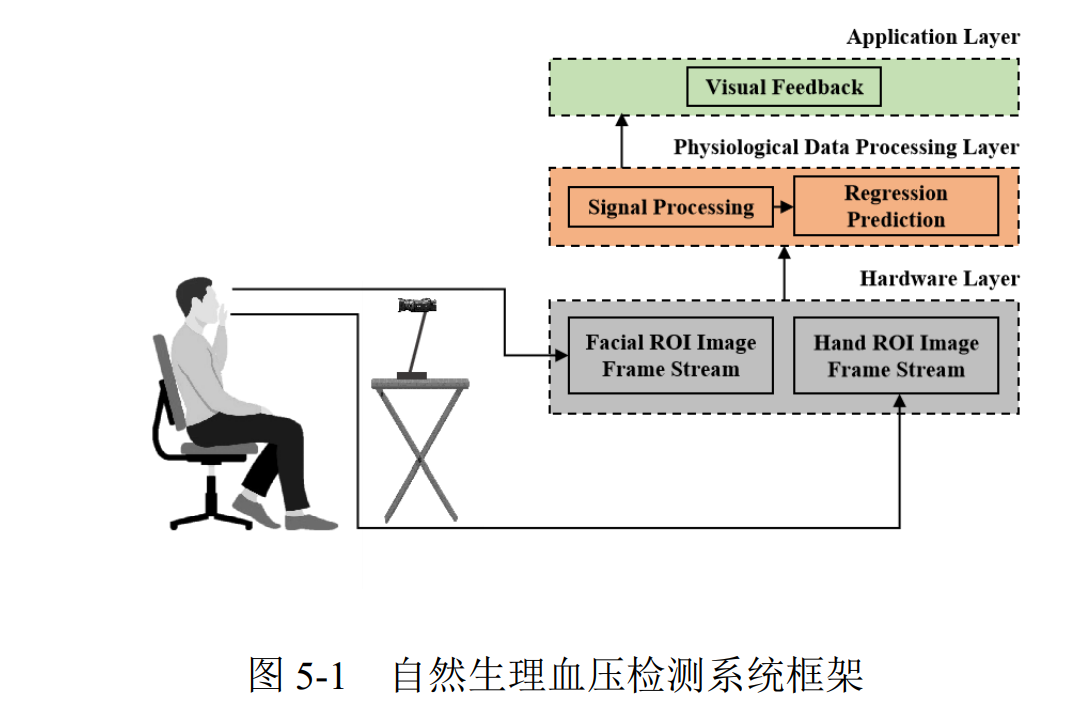 Application Layer
Visual Feedback
Physiological Data Processing Layer
Signal Processing
Regression
Prediction
Hardware Layer
Facial ROI Image
Frame Stream
Hand ROI Image
Frame Stream
图 5-1 自然生理血压检测系统框架